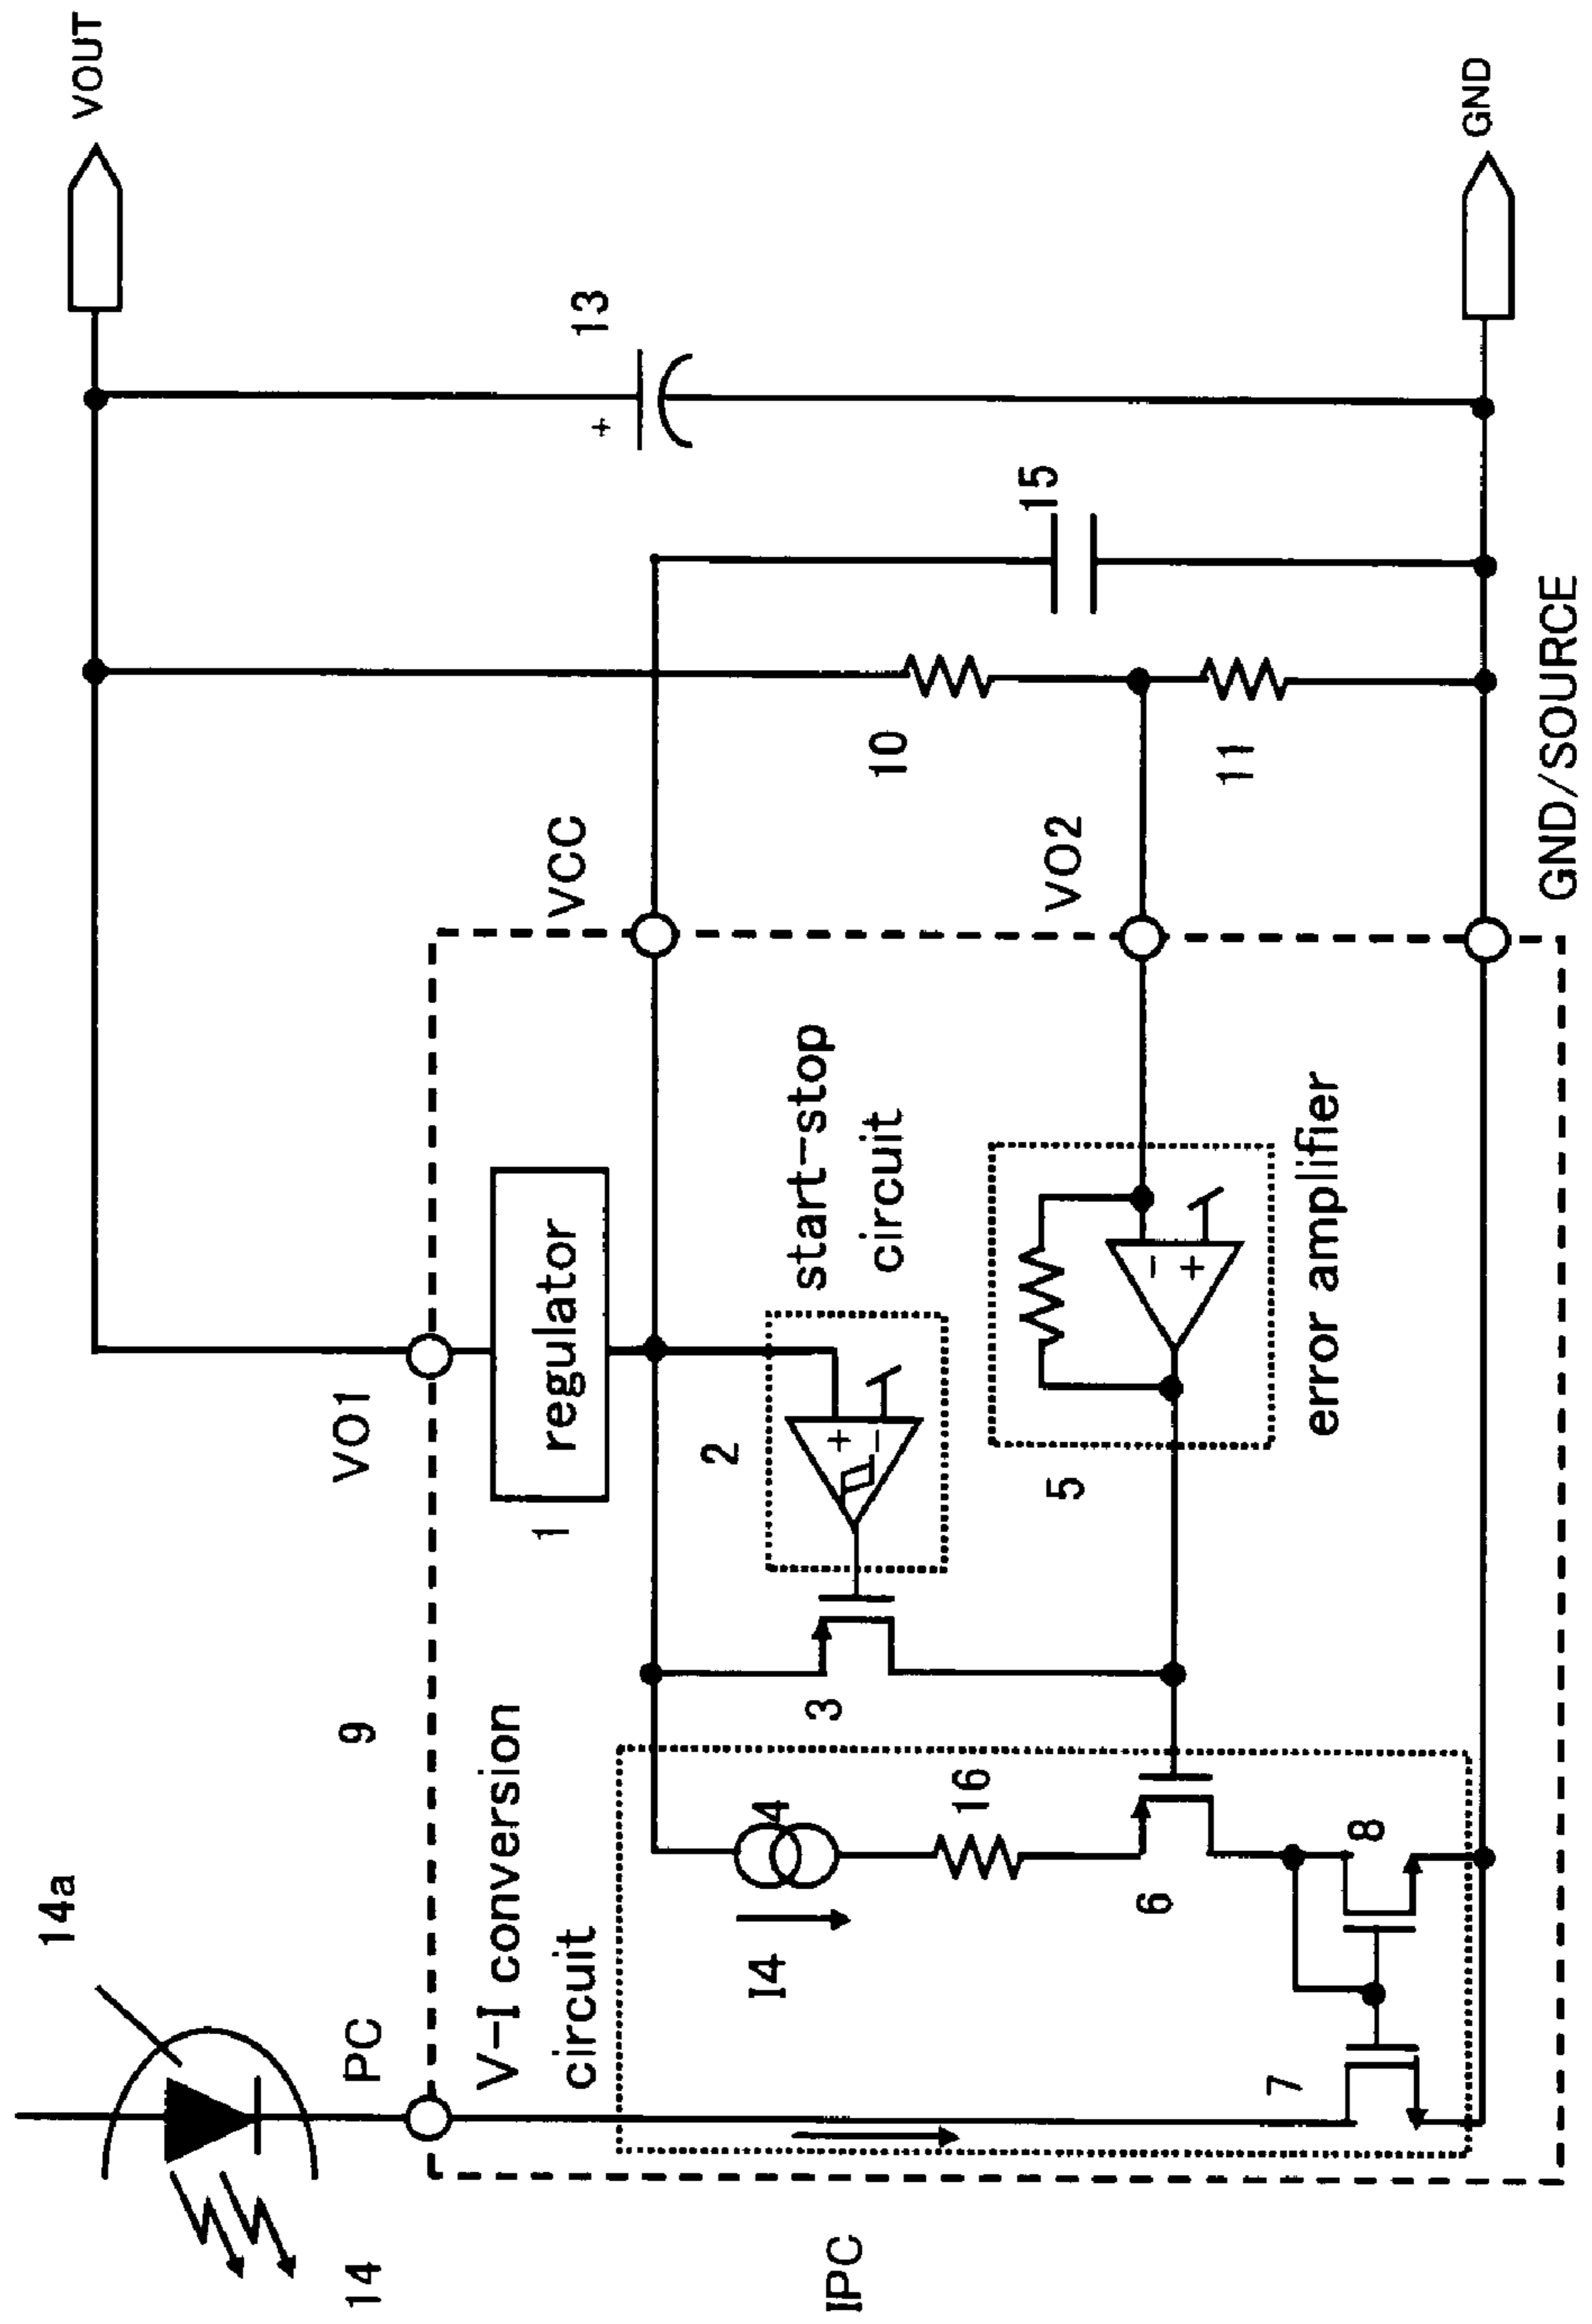 14a
VOUT
14
PC
9
VO1
V-I conversion
circuit
1
regulator
VCC
13
+
2
I4
4
start-stop
circuit
3
+
−
IPC
10
16
15
5
VO2
−
+
6
11
7
error amplifier
8
GND
GND/SOURCE